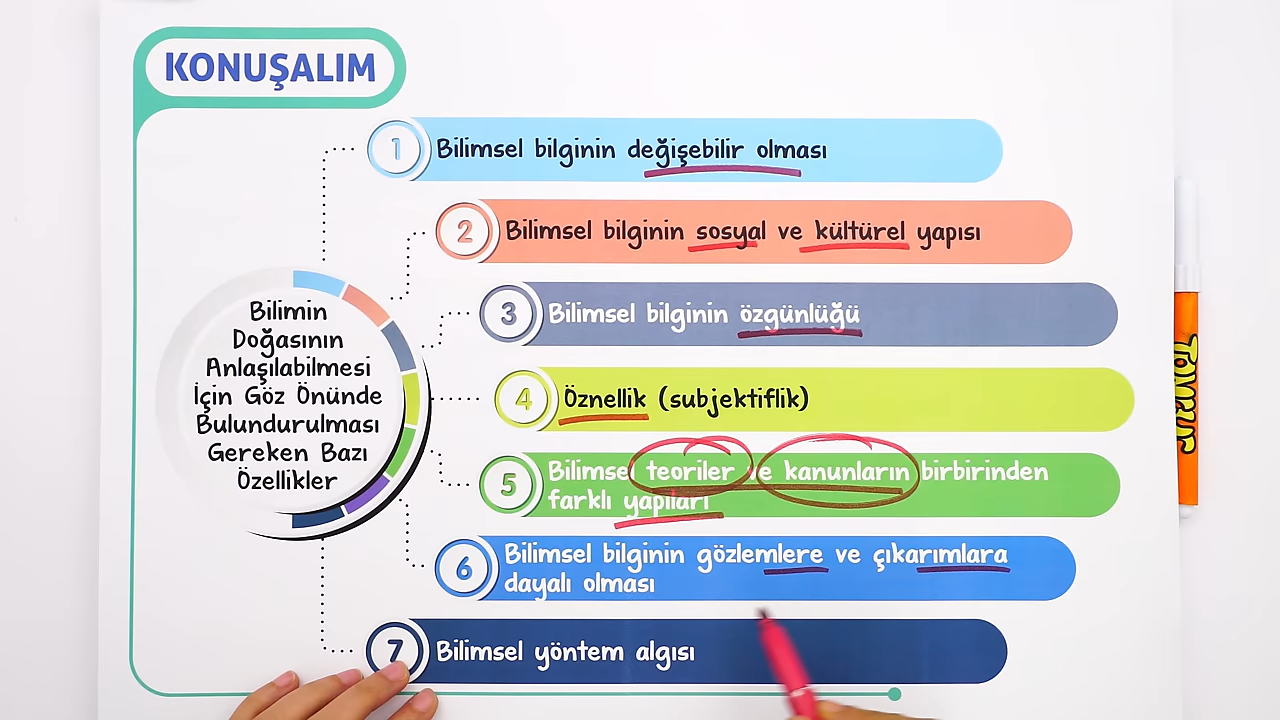 KONUŞALIM
1 Bilimsel bilginin değişebilir olması
2 Bilimsel bilginin sosyal ve kültürel yapısı
3 Bilimsel bilginin özgünlüğü
4 Öznellik (subjektiflik)
5 Bilimsel teoriler ve kanunların birbirinden
farklı yapıları
6 Bilimsel bilginin gözlemlere ve çıkarımlara
dayalı olması
7 Bilimsel yöntem algısı
Bilimin
Doğasının
Anlaşılabilmesi
İçin Göz Önünde
Bulundurulması
Gereken Bazı
Özellikler